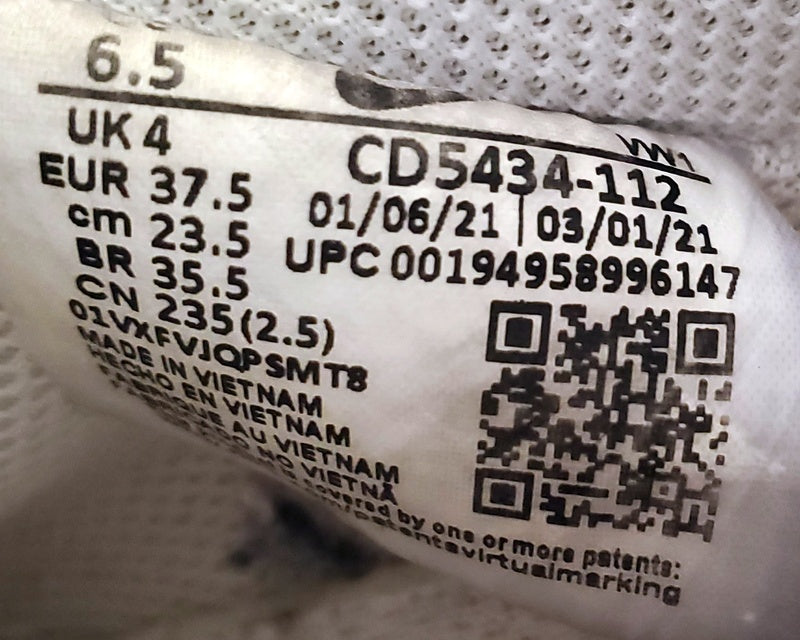 6.5
VW1
UK 4
EUR 37.5
cm 23.5
BR 35.5
CN 235(2.5)
01VXFVJQPSMT8
MADE IN VIETNAM
HECHO EN VIETNAM
FABRIQUE AU VIETNAM
NO VIETNÃ
CD5434-112
01/06/21 | 03/01/21
UPC 00194958996147
covered by one or more patents:
/patentsvirtualmarking